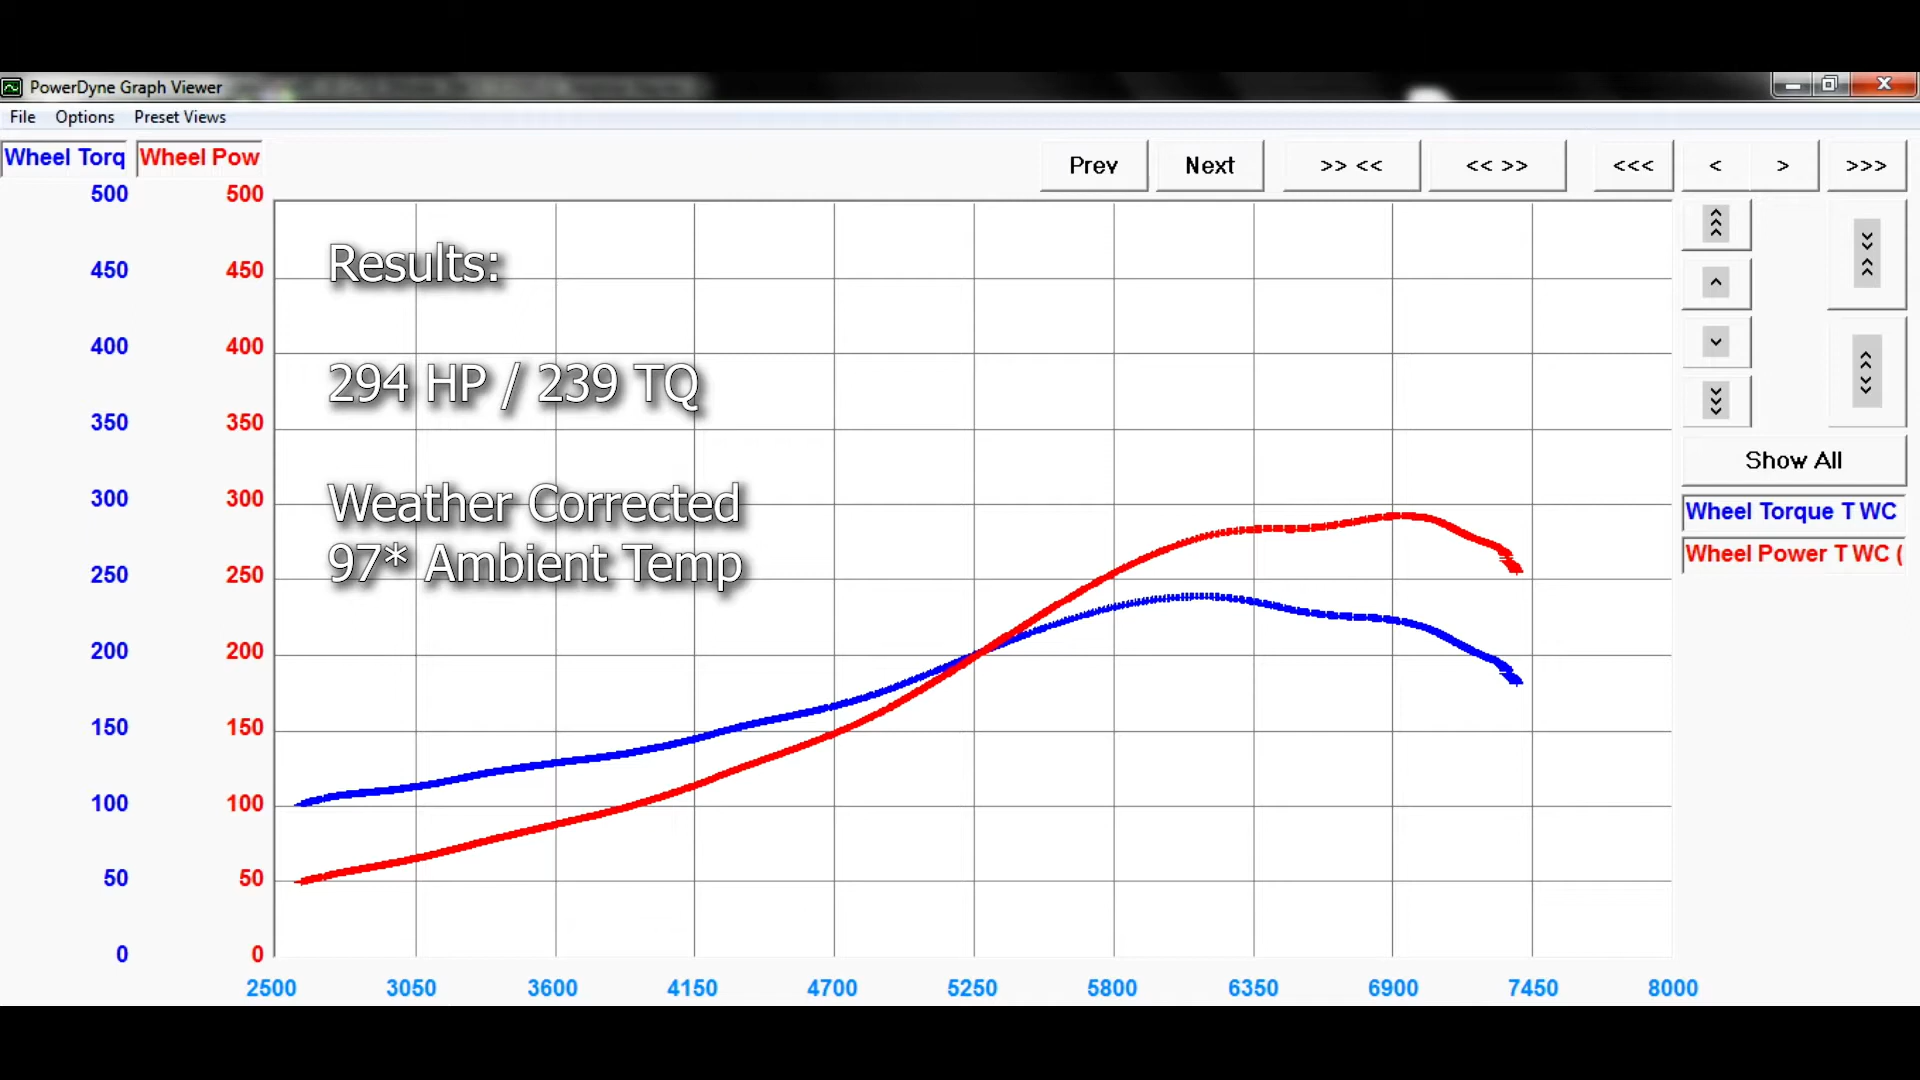 PowerDyne Graph Viewer
File Options Preset Views
Wheel Torq Wheel Pow
Prev Next >> << << >> <<< < > >>>
500 500
450 450
400 400
350 350
300 300
250 250
200 200
150 150
100 100
50 50
0 0
Results:
294 HP / 239 TQ
Weather Corrected
97* Ambient Temp
Show All
Wheel Torque T WC
Wheel Power T WC (
2500 3050 3600 4150 4700 5250 5800 6350 6900 7450 8000